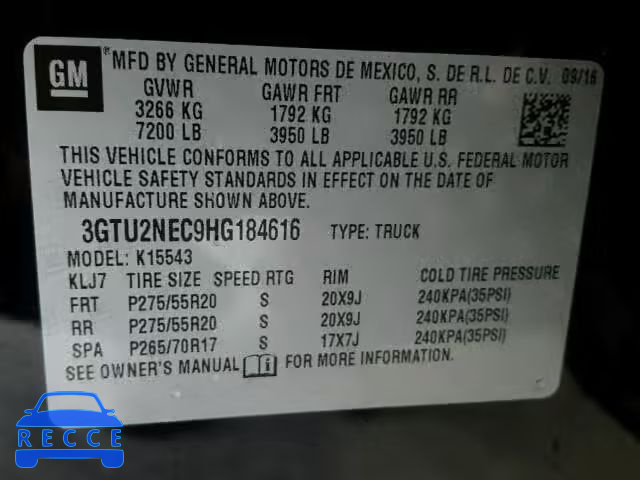 GM
MFD BY GENERAL MOTORS DE MEXICO, S. DE R.L. DE C.V. 09/16
GVWR GAWR FRT GAWR RR
3266 KG 1792 KG 1792 KG
7200 LB 3950 LB 3950 LB
THIS VEHICLE CONFORMS TO ALL APPLICABLE U.S. FEDERAL MOTOR
VEHICLE SAFETY STANDARDS IN EFFECT ON THE DATE OF
MANUFACTURE SHOWN ABOVE.
3GTU2NEC9HG184616 TYPE: TRUCK
MODEL: K15543
KLJ7 TIRE SIZE SPEED RTG RIM COLD TIRE PRESSURE
FRT P275/55R20 S 20X9J 240KPA(35PSI)
RR P275/55R20 S 20X9J 240KPA(35PSI)
SPA P265/70R17 S 17X7J 240KPA(35PSI)
SEE OWNER'S MANUAL FOR MORE INFORMATION.
RECCE